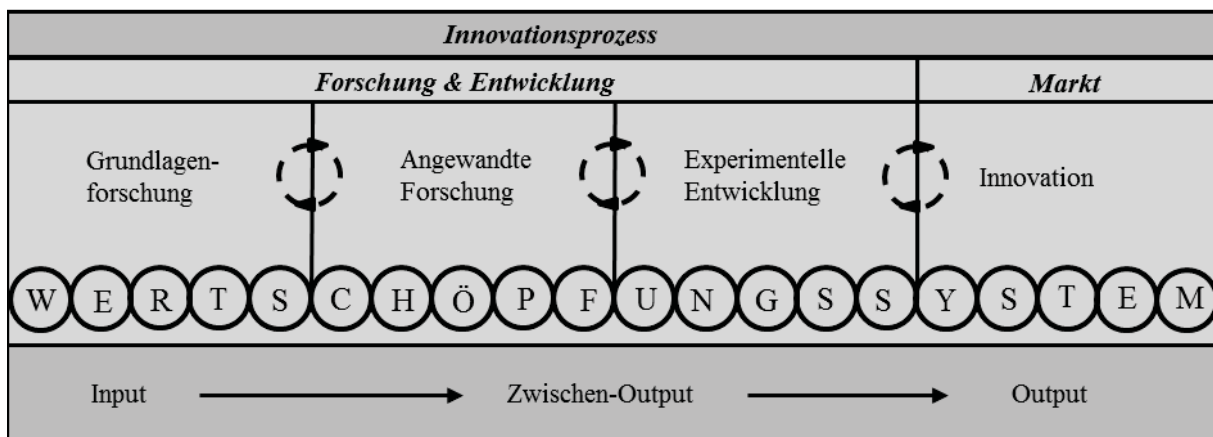 Innovationsprozess
Forschung & Entwicklung
Markt
Grundlagen-
forschung
Angewandte
Forschung
Experimentelle
Entwicklung
Innovation
W E R T S C H Ö P F U N G S S Y S T E M
Input
Zwischen-Output
Output